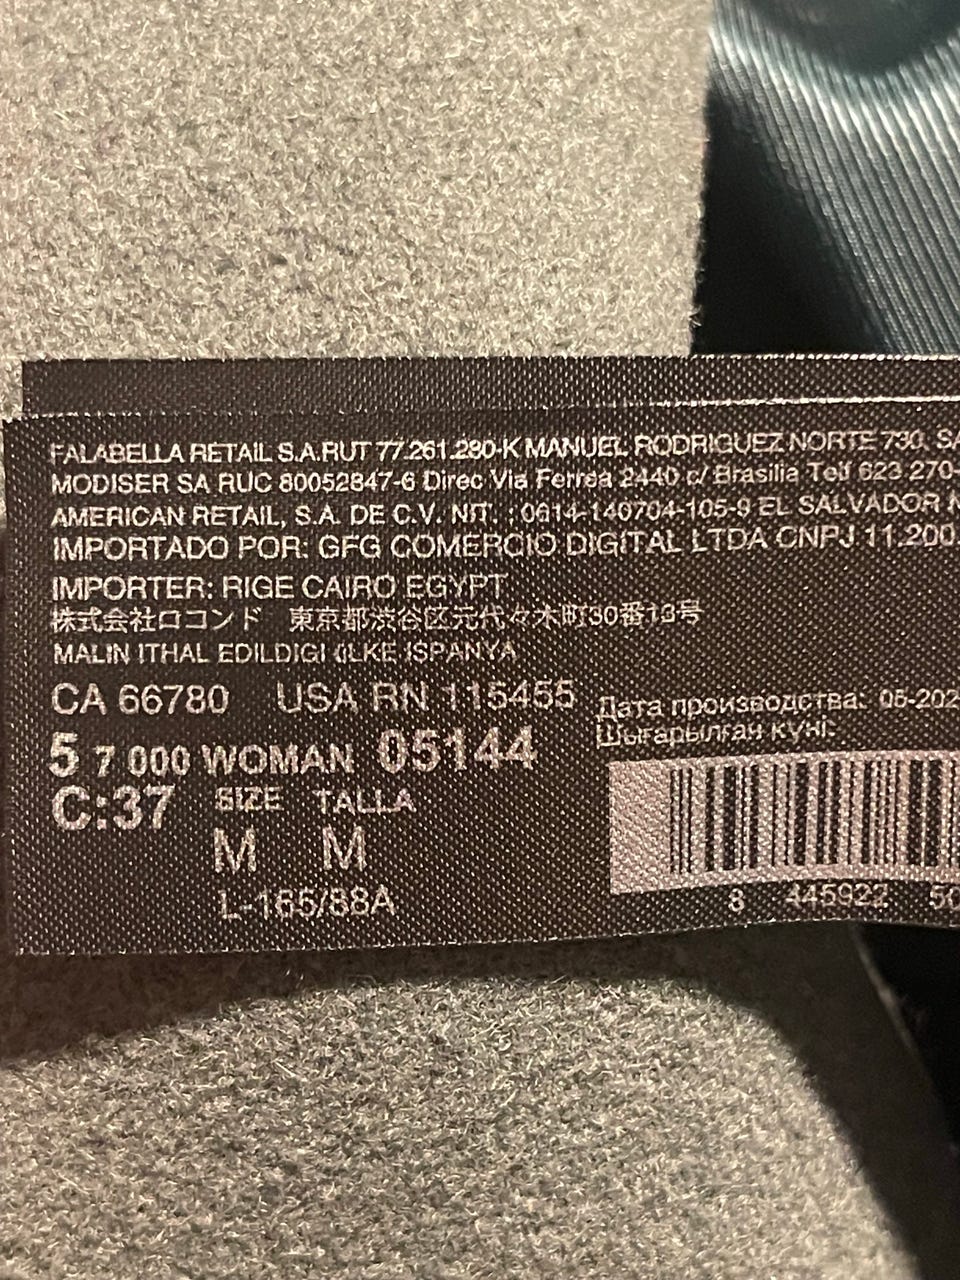 FALABELLA RETAIL S.A.RUT 77.261.280-K MANUEL RODRIGUEZ NORTE 730, SA
MODISER SA RUC 80052847-6 Direc Via Ferrea 2440 c/ Brasilia Telf 623 270-
AMERICAN RETAIL, S.A. DE C.V. NIT. : 0614-140704-105-9 EL SALVADOR
IMPORTADO POR: GFG COMERCIO DIGITAL LTDA CNPJ 11.200.
IMPORTER: RIGE CAIRO EGYPT
株式会社ロコンド 東京都渋谷区元代々木町30番13号
MALIN ITHAL EDILDIGI ÜLKE ISPANYA
CA 66780 USA RN 115455
Дата производства: 05-202
Шығарылған күні:
5 7 000 WOMAN 05144
C:37 SIZE TALLA
M M
L-165/88A
8 445922 50